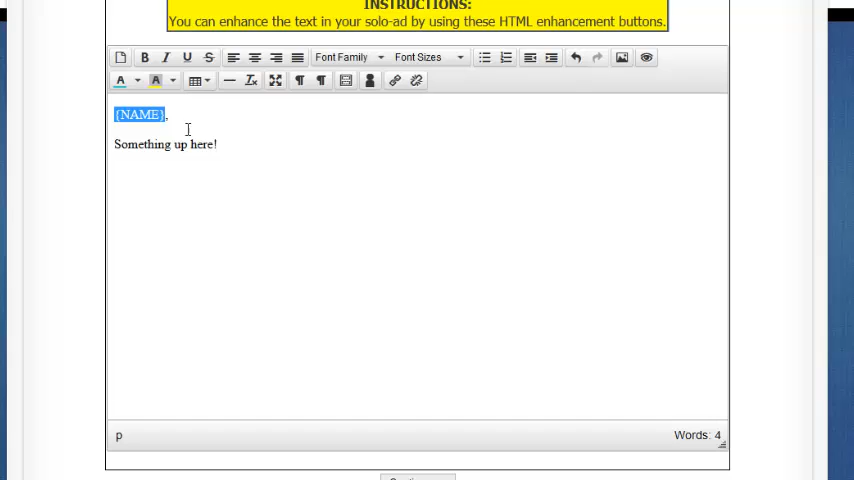 INSTRUCTIONS:
You can enhance the text in your solo-ad by using these HTML enhancement buttons.
B I U S Font Family Font Sizes
A A
{NAME},
Something up here!
p Words: 4